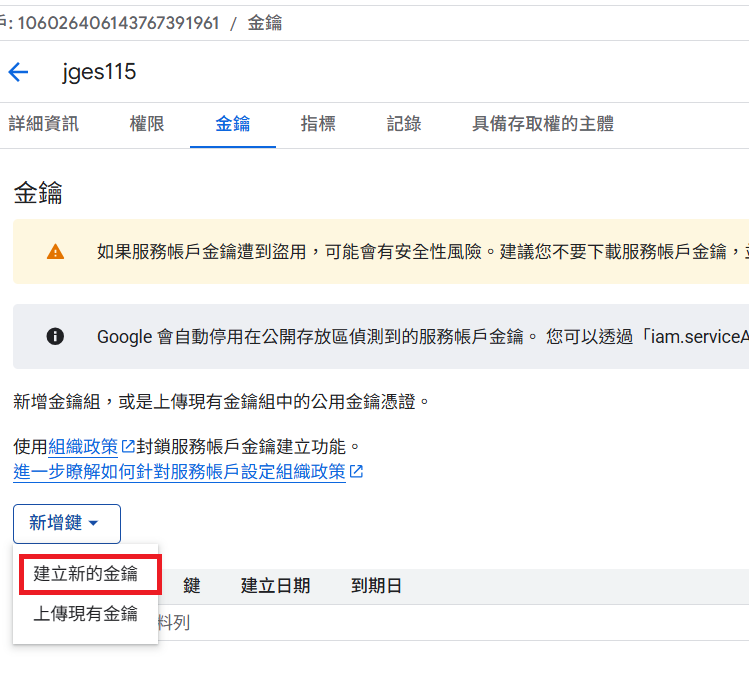 : 106026406143767391961 / 金鑰
jges115
詳細資訊 權限 金鑰 指標 記錄 具備存取權的主體
金鑰
如果服務帳戶金鑰遭到盜用，可能會有安全性風險。建議您不要下載服務帳戶金鑰，
Google 會自動停用在公開存放區偵測到的服務帳戶金鑰。 您可以透過「iam.serviceA
新增金鑰組，或是上傳現有金鑰組中的公用金鑰憑證。
使用組織政策封鎖服務帳戶金鑰建立功能。
進一步瞭解如何針對服務帳戶設定組織政策
新增鍵
建立新的金鑰 鍵 建立日期 到期日
上傳現有金鑰 料列